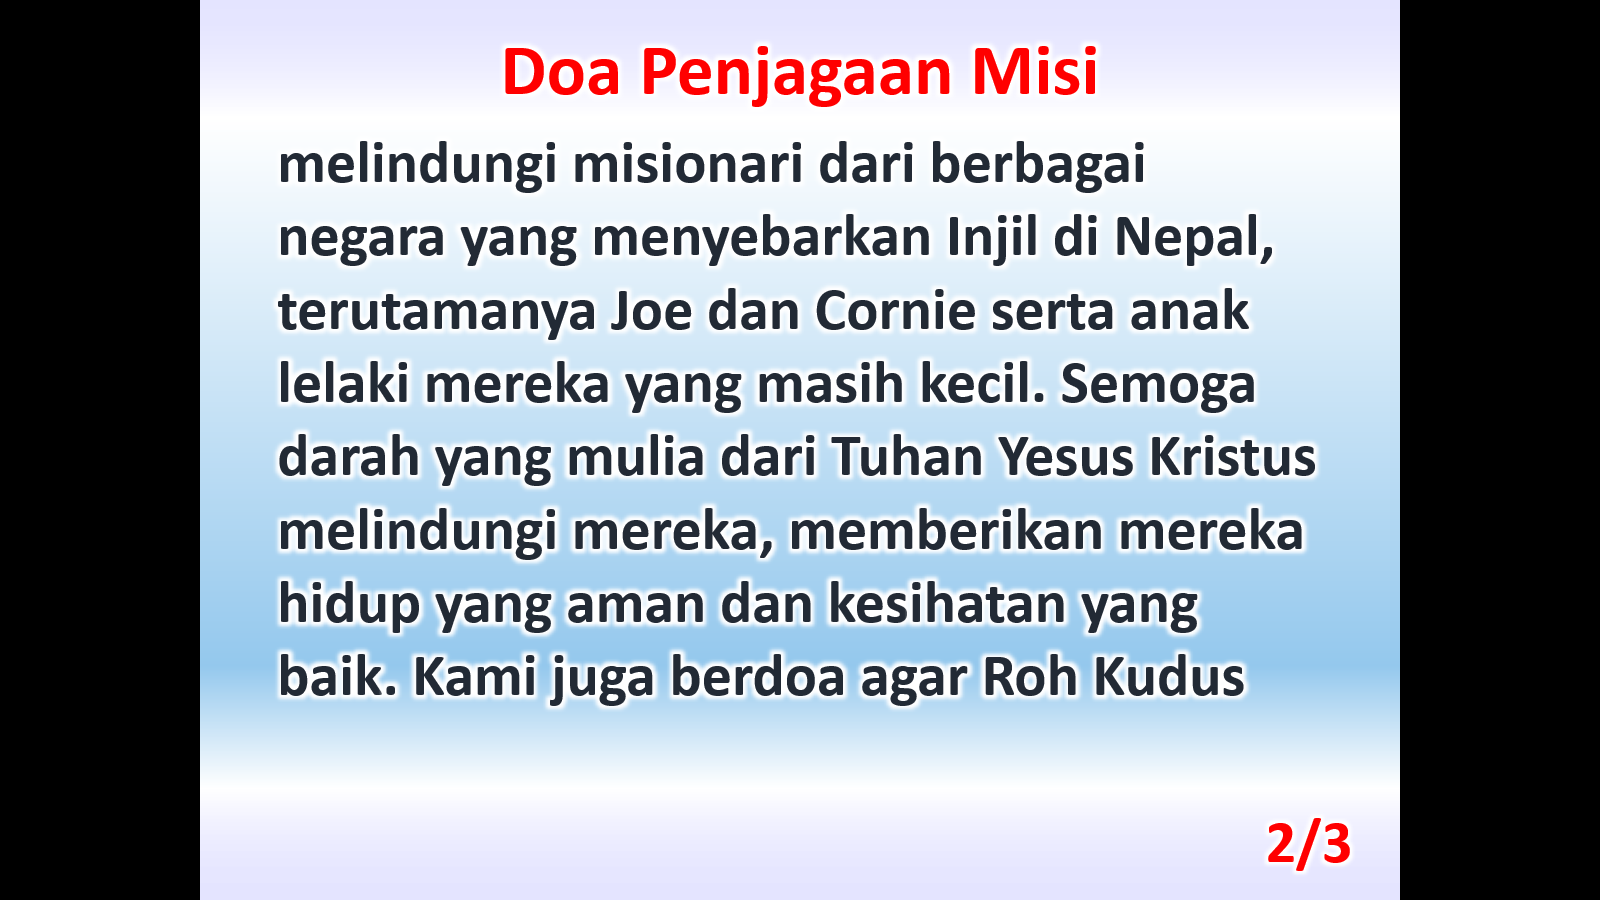 Doa Penjagaan Misi
melindungi misionari dari berbagai
negara yang menyebarkan Injil di Nepal,
terutamanya Joe dan Cornie serta anak
lelaki mereka yang masih kecil. Semoga
darah yang mulia dari Tuhan Yesus Kristus
melindungi mereka, memberikan mereka
hidup yang aman dan kesihatan yang
baik. Kami juga berdoa agar Roh Kudus
2/3